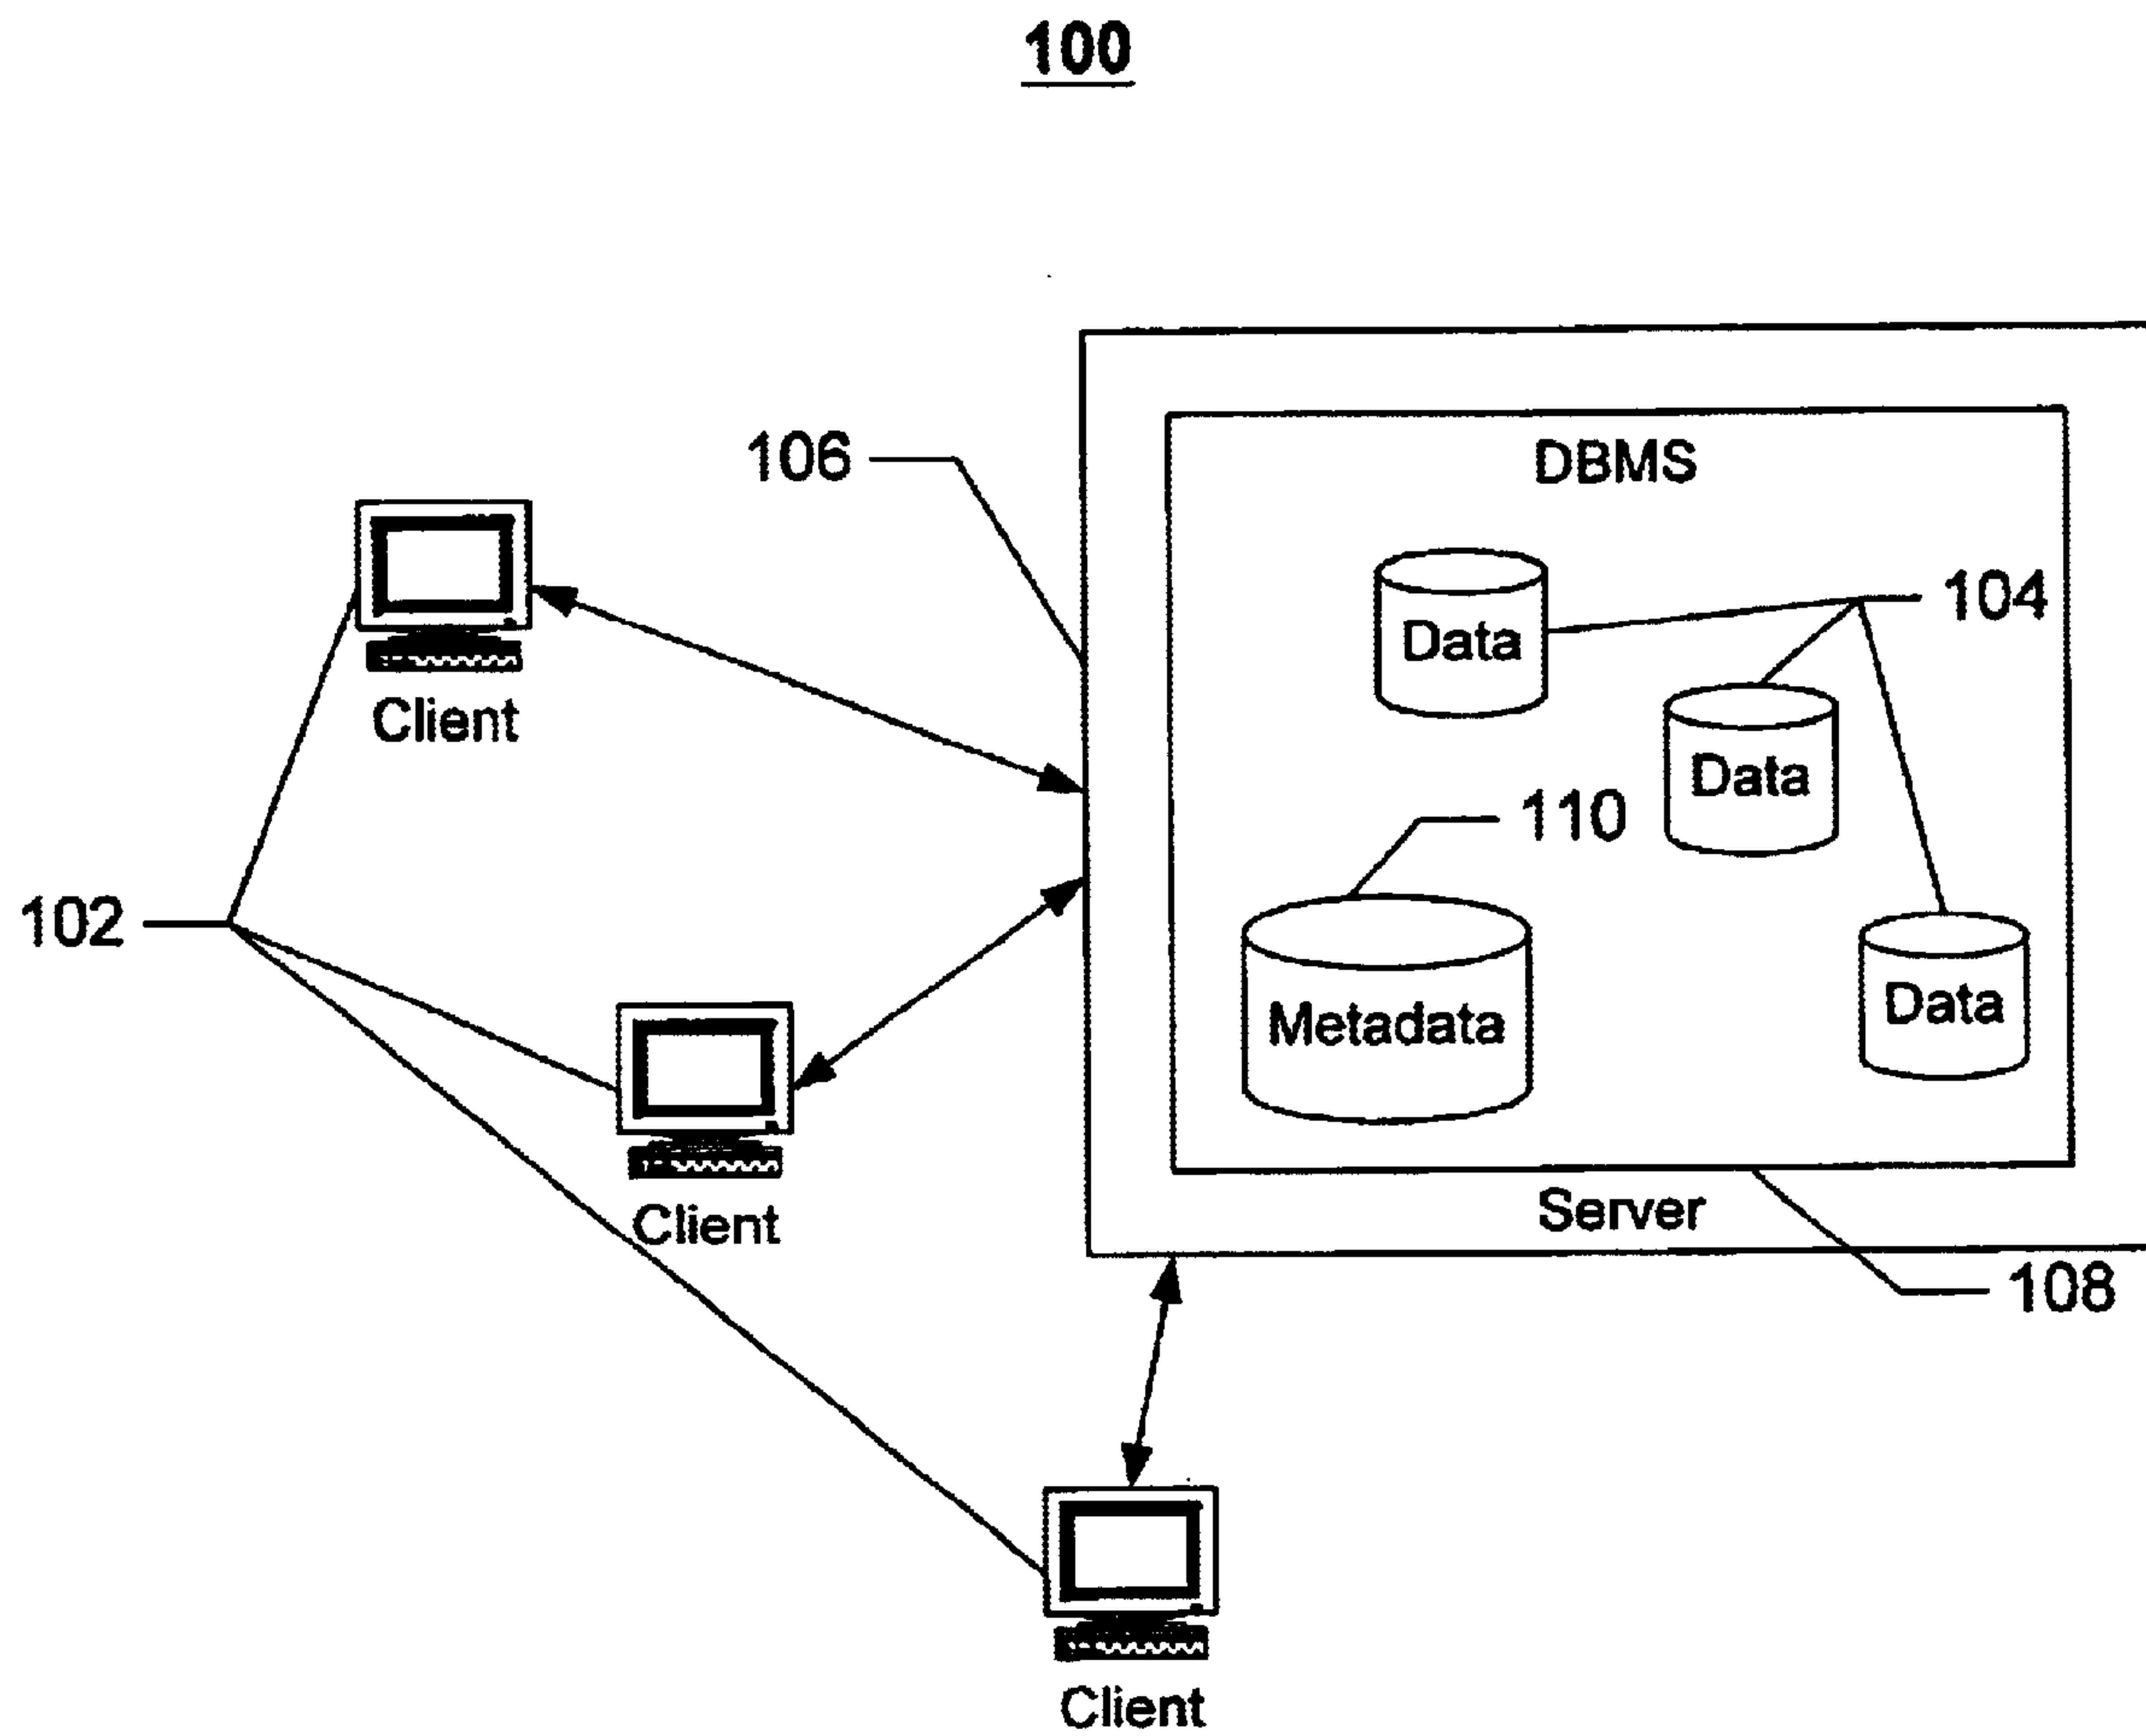 100
106
DBMS
104
Data
Client
Data
110
102
Data
Metadata
Client
Server
108
Client